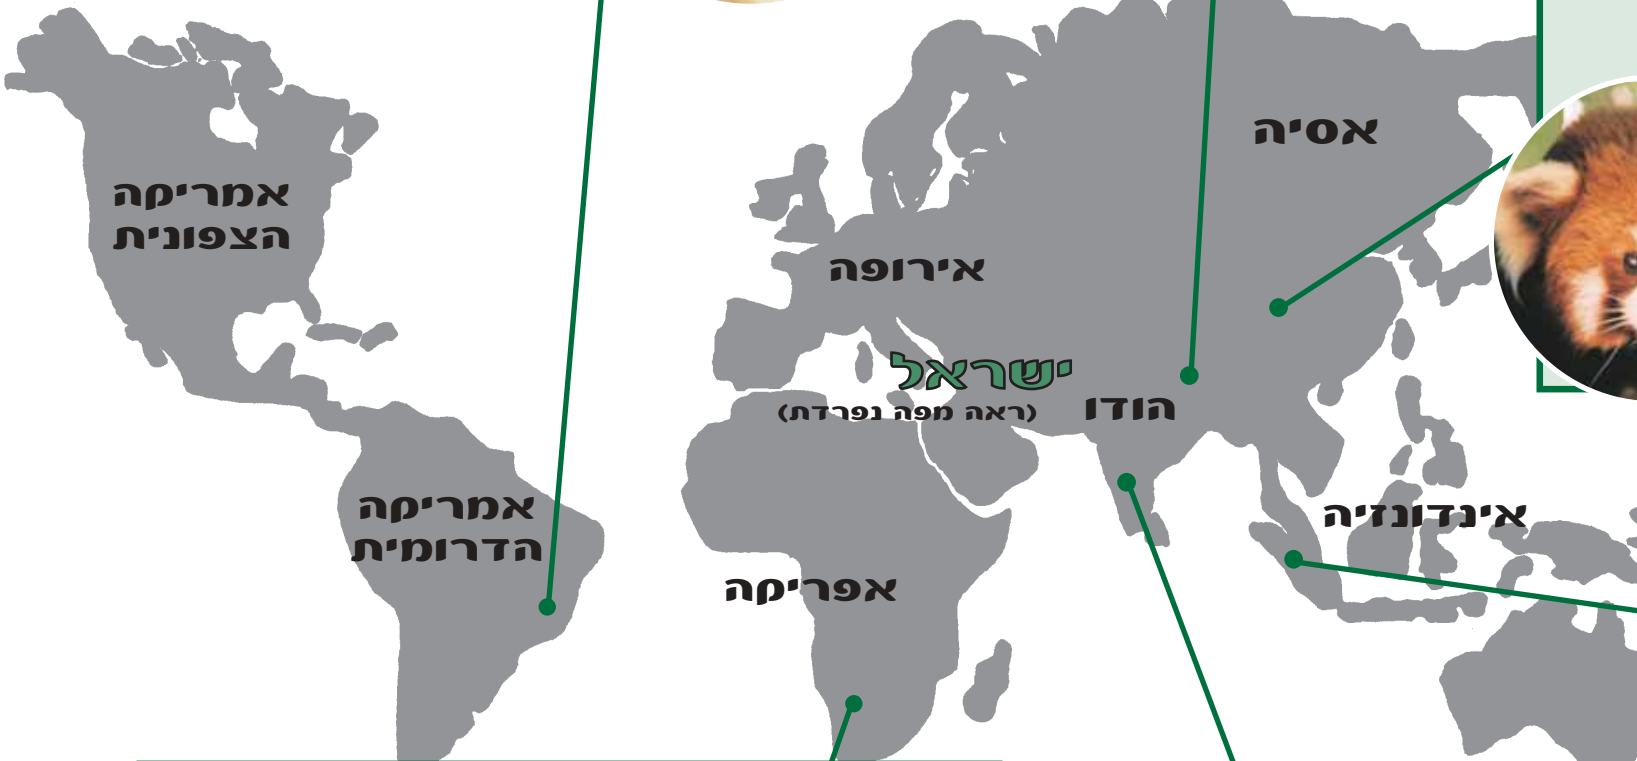 אסיה
אמריקה
הצפונית
אירופה
ישראל
(ראה מפה נפרדת)
הודו
אמריקה
הדרומית
אינדונזיה
אפריקה